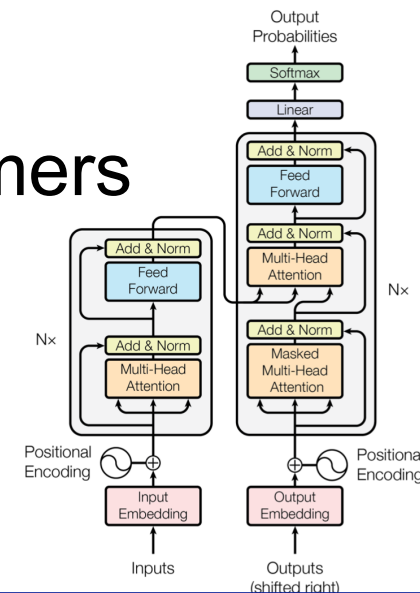 Output
Probabilities
Softmax
Linear
Add & Norm
Feed
Forward
Add & Norm
Multi-Head
Attention
N×
Add & Norm
Masked
Multi-Head
Attention
Positiona
Encoding
Output
Embedding
Outputs
(shifted right)
mers
Add & Norm
Feed
Forward
N×
Add & Norm
Multi-Head
Attention
Positional
Encoding
Input
Embedding
Inputs